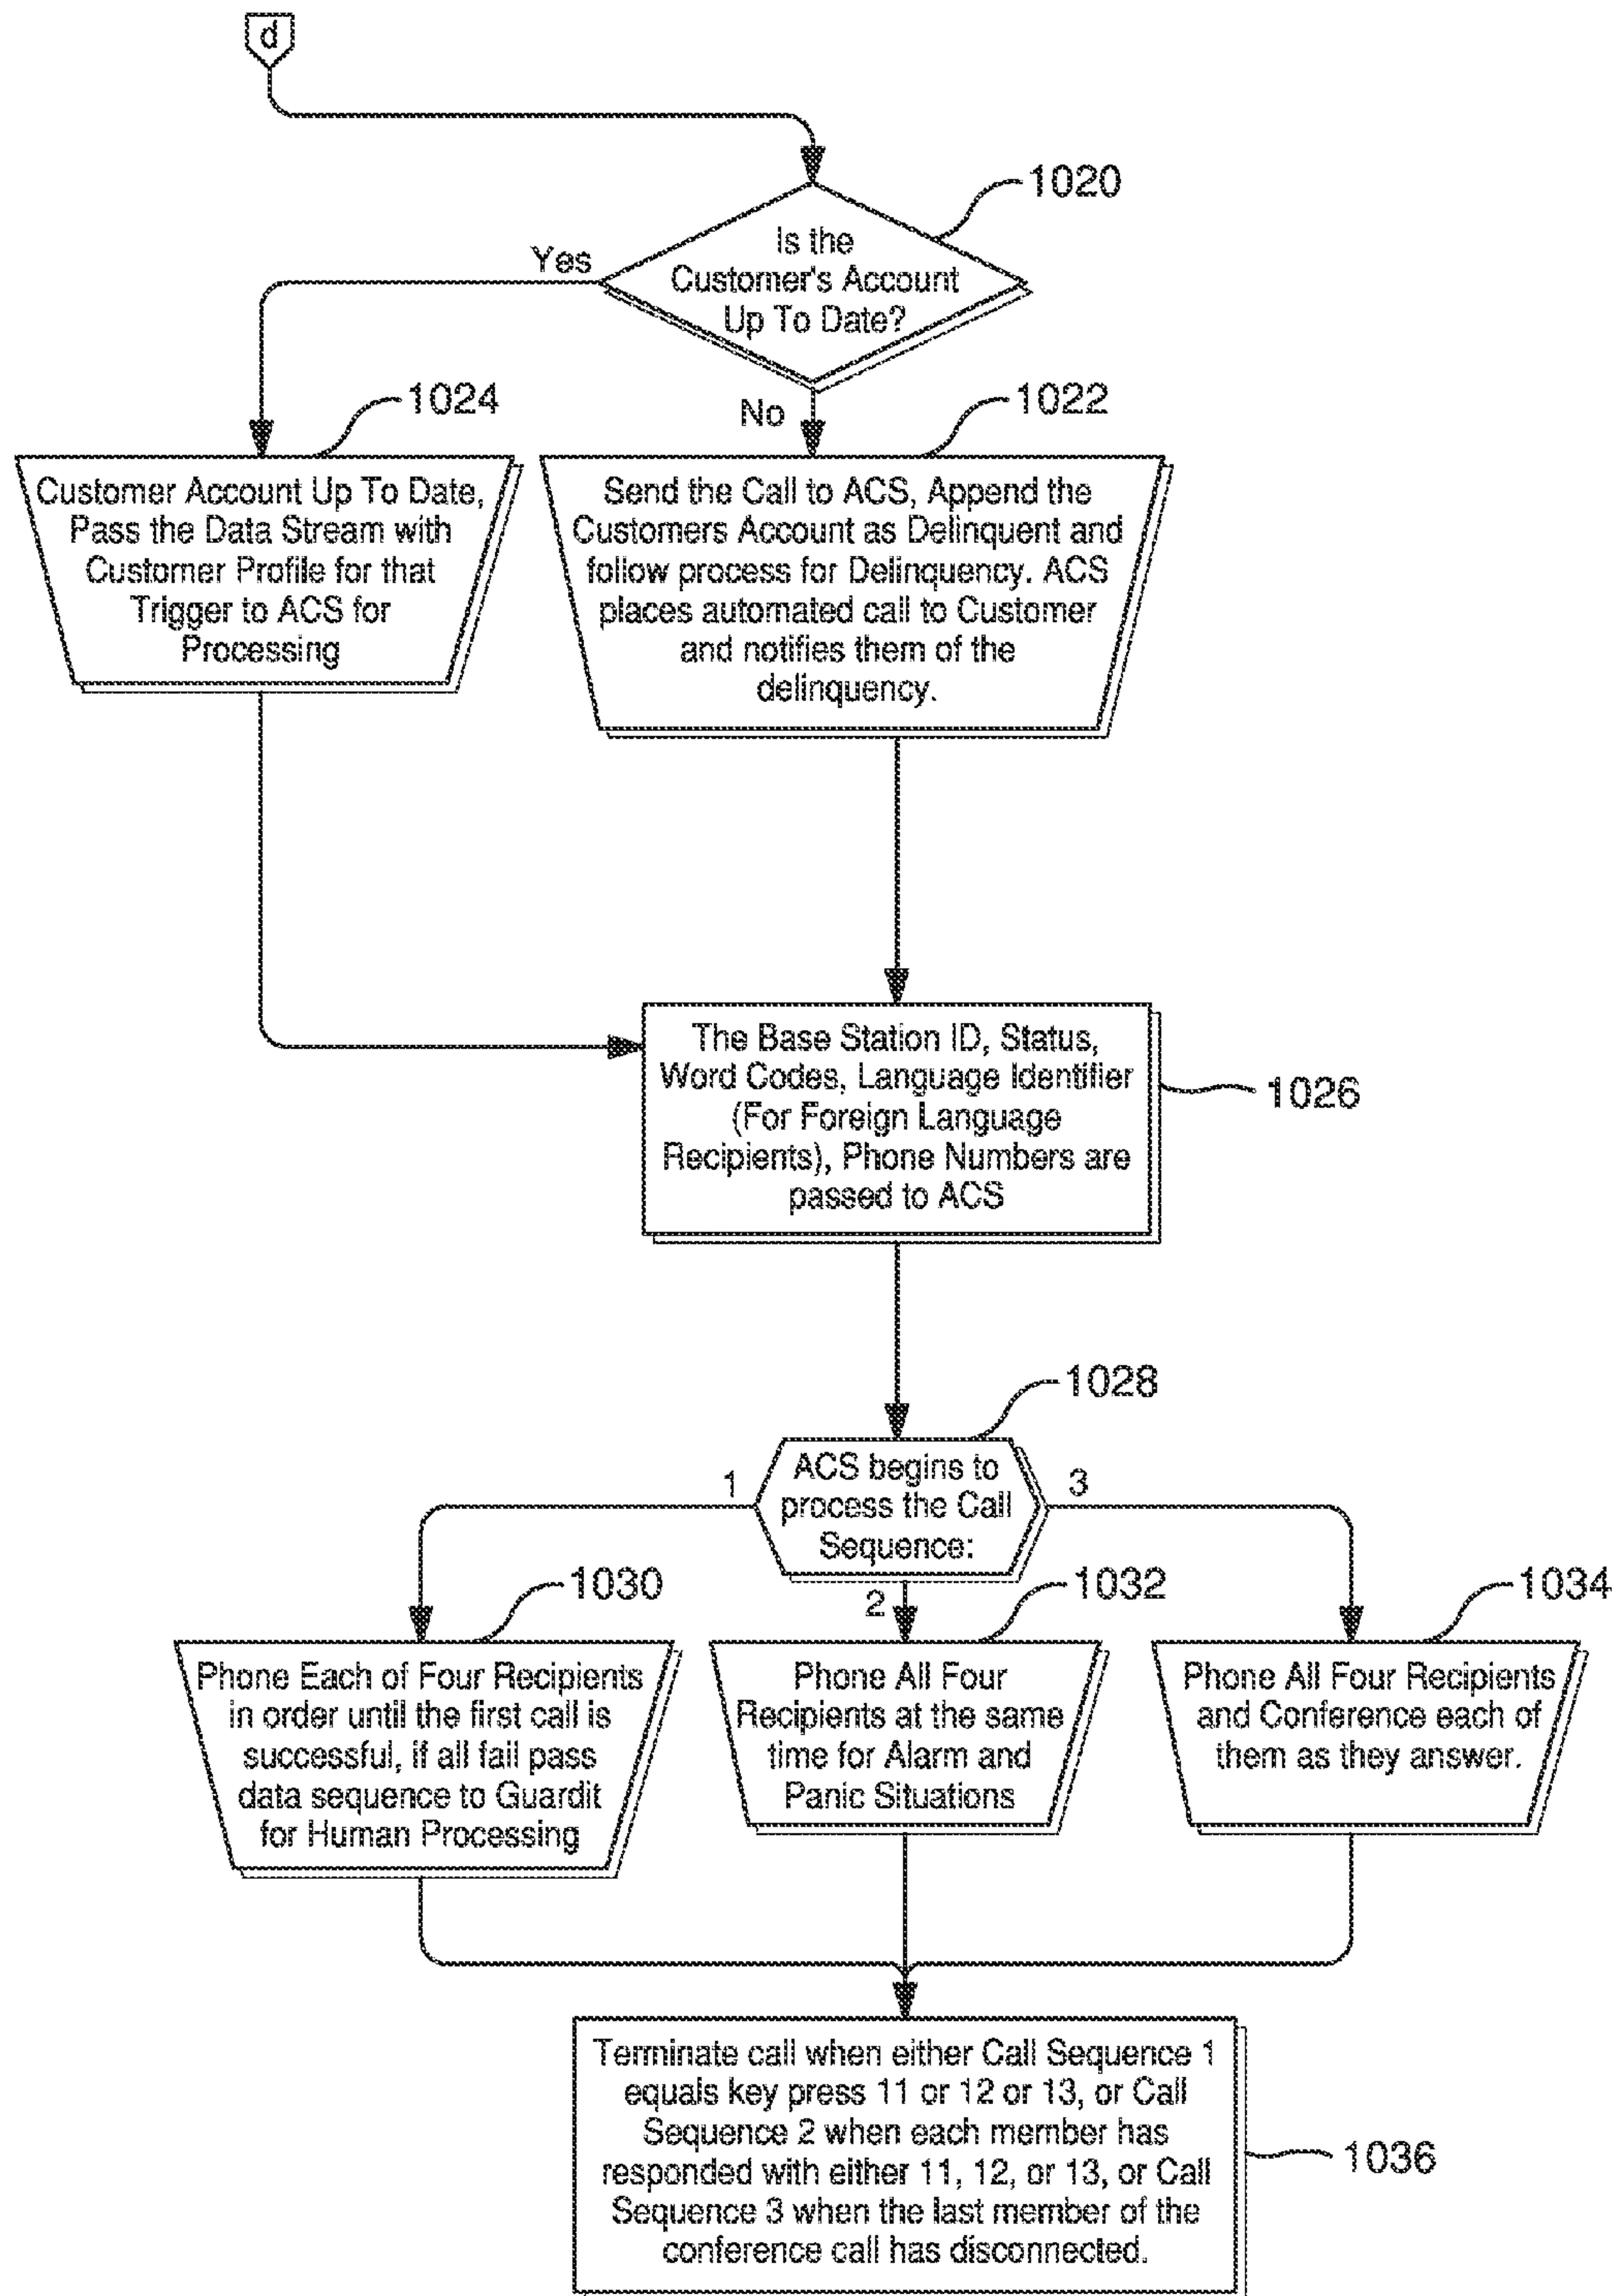 d
1020
Is the
Customer's Account
Up To Date?
Yes
No
1024
Customer Account Up To Date,
Pass the Data Stream with
Customer Profile for that
Trigger to ACS for
Processing
1022
Send the Call to ACS, Append the
Customers Account as Delinquent and
follow process for Delinquency. ACS
places automated call to Customer
and notifies them of the
delinquency.
The Base Station ID, Status,
Word Codes, Language Identifier
(For Foreign Language
Recipients), Phone Numbers are
passed to ACS
1026
1028
ACS begins to
process the Call
Sequence:
1
2
3
1030
Phone Each of Four Recipients
in order until the first call is
successful, if all fail pass
data sequence to Guardit
for Human Processing
1032
Phone All Four
Recipients at the same
time for Alarm and
Panic Situations
1034
Phone All Four Recipients
and Conference each of
them as they answer.
Terminate call when either Call Sequence 1
equals key press 11 or 12 or 13, or Call
Sequence 2 when each member has
responded with either 11, 12, or 13, or Call
Sequence 3 when the last member of the
conference call has disconnected.
1036